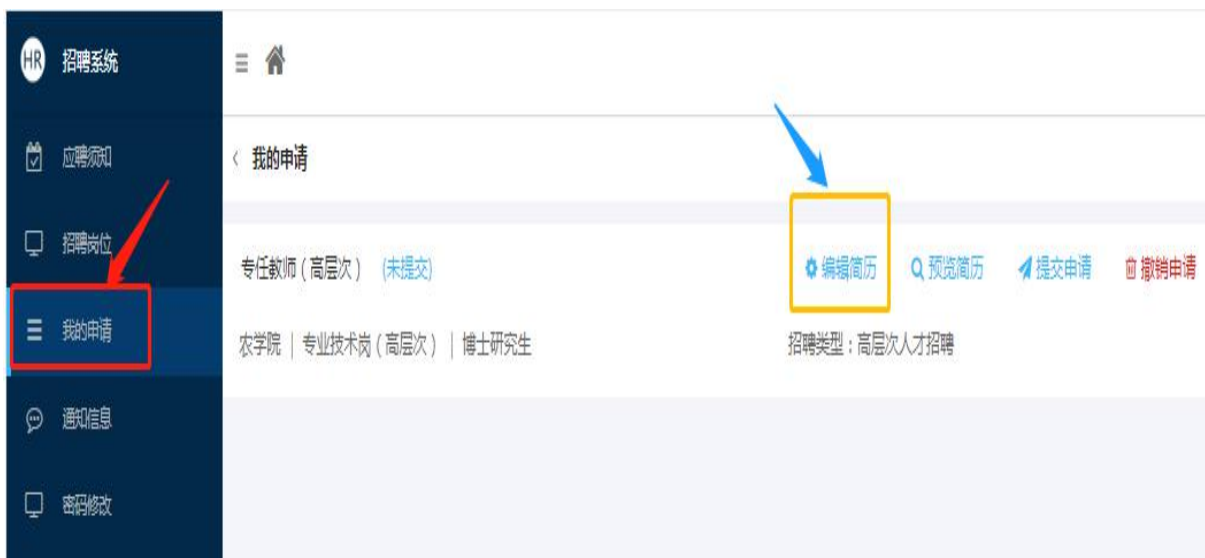 HR 招聘系统
应聘须知
招聘岗位
我的申请
通知信息
密码修改
< 我的申请
专任教师（高层次） (未提交) 编辑简历 预览简历 提交申请 撤销申请
农学院 | 专业技术岗（高层次） | 博士研究生 招聘类型：高层次人才招聘